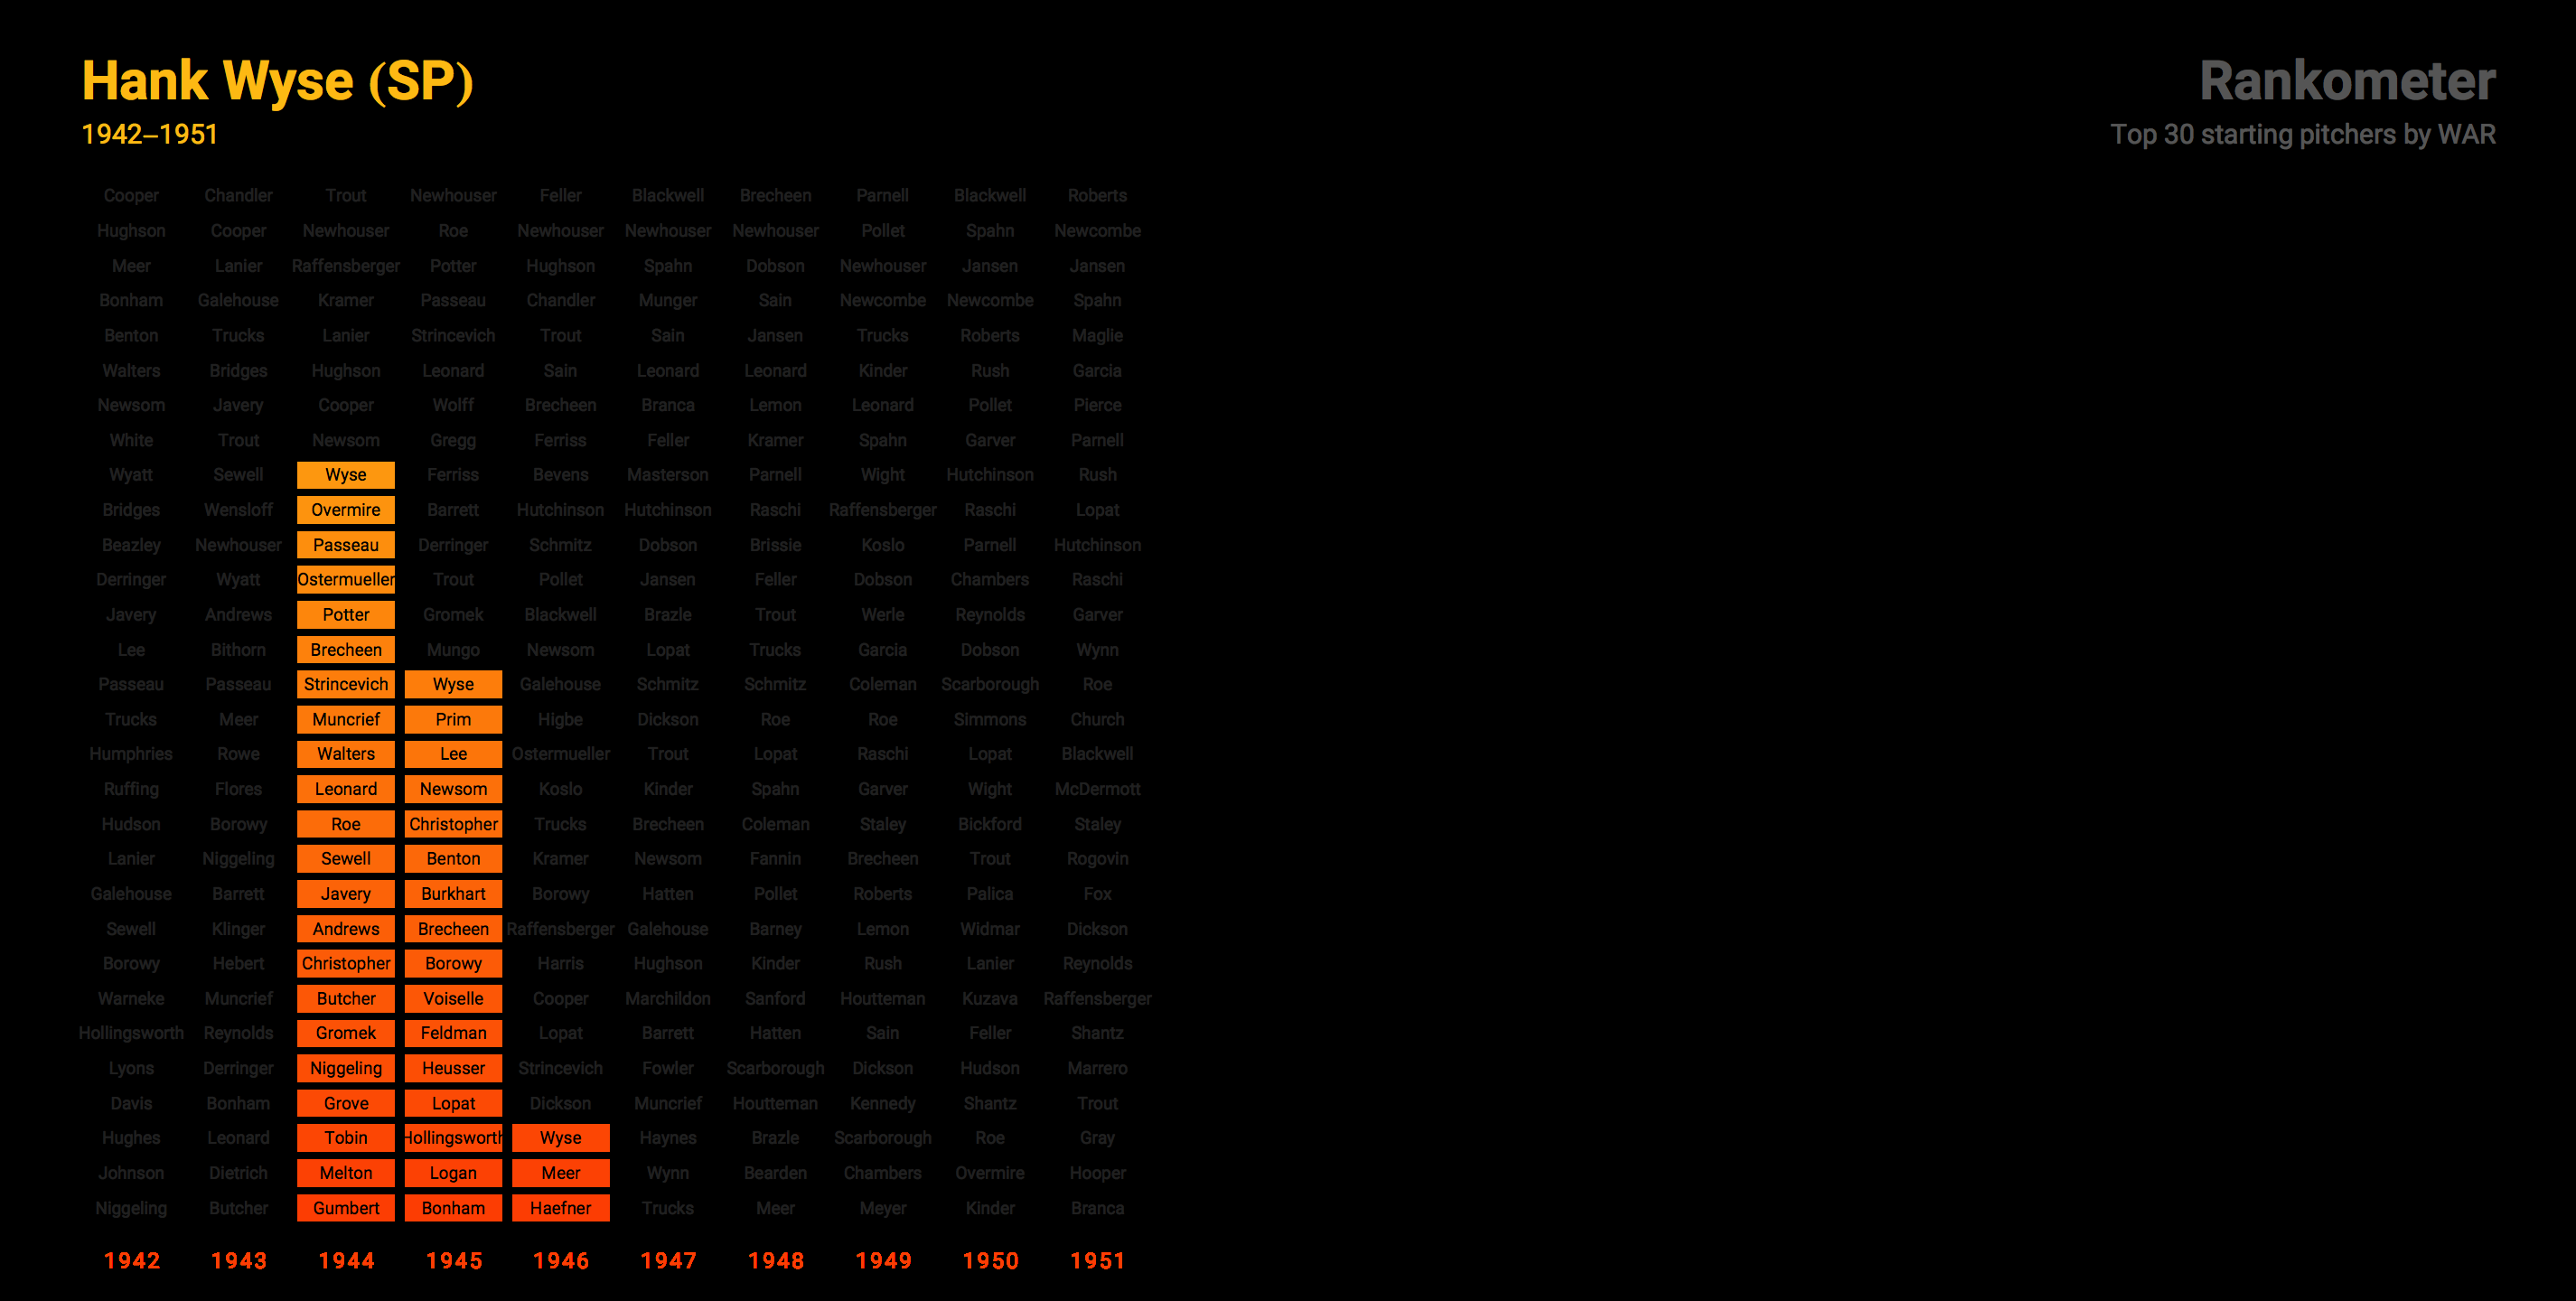 Hank Wyse (SP)
1942–1951
Rankometer
Top 30 starting pitchers by WAR
Cooper Chandler Trout Newhouser Feller Blackwell Brecheen Parnell Blackwell Roberts
Hughson Cooper Newhouser Roe Newhouser Newhouser Newhouser Pollet Spahn Newcombe
Meer Lanier Raffensberger Potter Hughson Spahn Dobson Newhouser Jansen Jansen
Bonham Galehouse Kramer Passeau Chandler Munger Sain Newcombe Newcombe Spahn
Benton Trucks Lanier Strincevich Trout Sain Jansen Trucks Roberts Maglie
Walters Bridges Hughson Leonard Sain Leonard Leonard Kinder Rush Garcia
Newsom Javery Cooper Wolff Brecheen Branca Lemon Leonard Pollet Pierce
White Trout Newsom Gregg Ferriss Feller Kramer Spahn Garver Parnell
Wyatt Sewell Wyse Ferriss Bevens Masterson Parnell Wight Hutchinson Rush
Bridges Wensloff Overmire Barrett Hutchinson Hutchinson Raschi Raffensberger Raschi Lopat
Beazley Newhouser Passeau Derringer Schmitz Dobson Brissie Koslo Parnell Hutchinson
Derringer Wyatt Ostermueller Trout Pollet Jansen Feller Dobson Chambers Raschi
Javery Andrews Potter Gromek Blackwell Brazle Trout Werle Reynolds Garver
Lee Bithorn Brecheen Mungo Newsom Lopat Trucks Garcia Dobson Wynn
Passeau Passeau Strincevich Wyse Galehouse Schmitz Schmitz Coleman Scarborough Roe
Trucks Meer Muncrief Prim Higbe Dickson Roe Roe Simmons Church
Humphries Rowe Walters Lee Ostermueller Trout Lopat Raschi Lopat Blackwell
Ruffing Flores Leonard Newsom Koslo Kinder Spahn Garver Wight McDermott
Hudson Borowy Roe Christopher Trucks Brecheen Coleman Staley Bickford Staley
Lanier Niggeling Sewell Benton Kramer Newsom Fannin Brecheen Trout Rogovin
Galehouse Barrett Javery Burkhart Borowy Hatten Pollet Roberts Palica Fox
Sewell Klinger Andrews Brecheen Raffensberger Galehouse Barney Lemon Widmar Dickson
Borowy Hebert Christopher Borowy Harris Hughson Kinder Rush Lanier Reynolds
Warneke Muncrief Butcher Voiselle Cooper Marchildon Sanford Houtteman Kuzava Raffensberger
Hollingsworth Reynolds Gromek Feldman Lopat Barrett Hatten Sain Feller Shantz
Lyons Derringer Niggeling Heusser Strincevich Fowler Scarborough Dickson Hudson Marrero
Davis Bonham Grove Lopat Dickson Muncrief Houtteman Kennedy Shantz Trout
Hughes Leonard Tobin Hollingsworth Wyse Haynes Brazle Scarborough Roe Gray
Johnson Dietrich Melton Logan Meer Wynn Bearden Chambers Overmire Hooper
Niggeling Butcher Gumbert Bonham Haefner Trucks Meer Meyer Kinder Branca
1942 1943 1944 1945 1946 1947 1948 1949 1950 1951